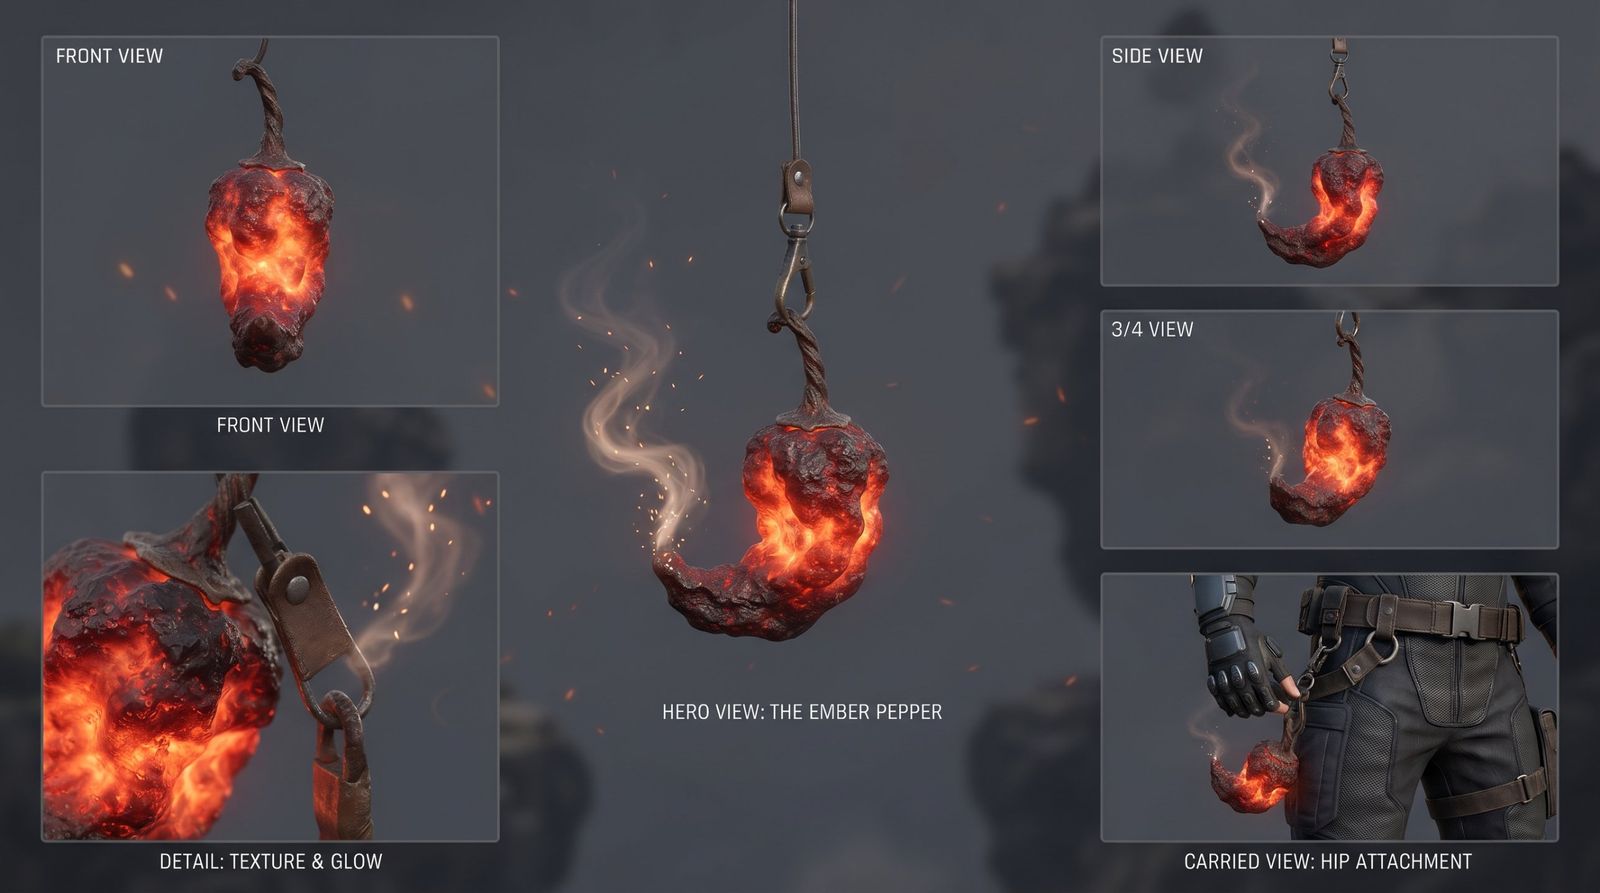 FRONT VIEW
FRONT VIEW
DETAIL: TEXTURE & GLOW
HERO VIEW: THE EMBER PEPPER
SIDE VIEW
3/4 VIEW
CARRIED VIEW: HIP ATTACHMENT